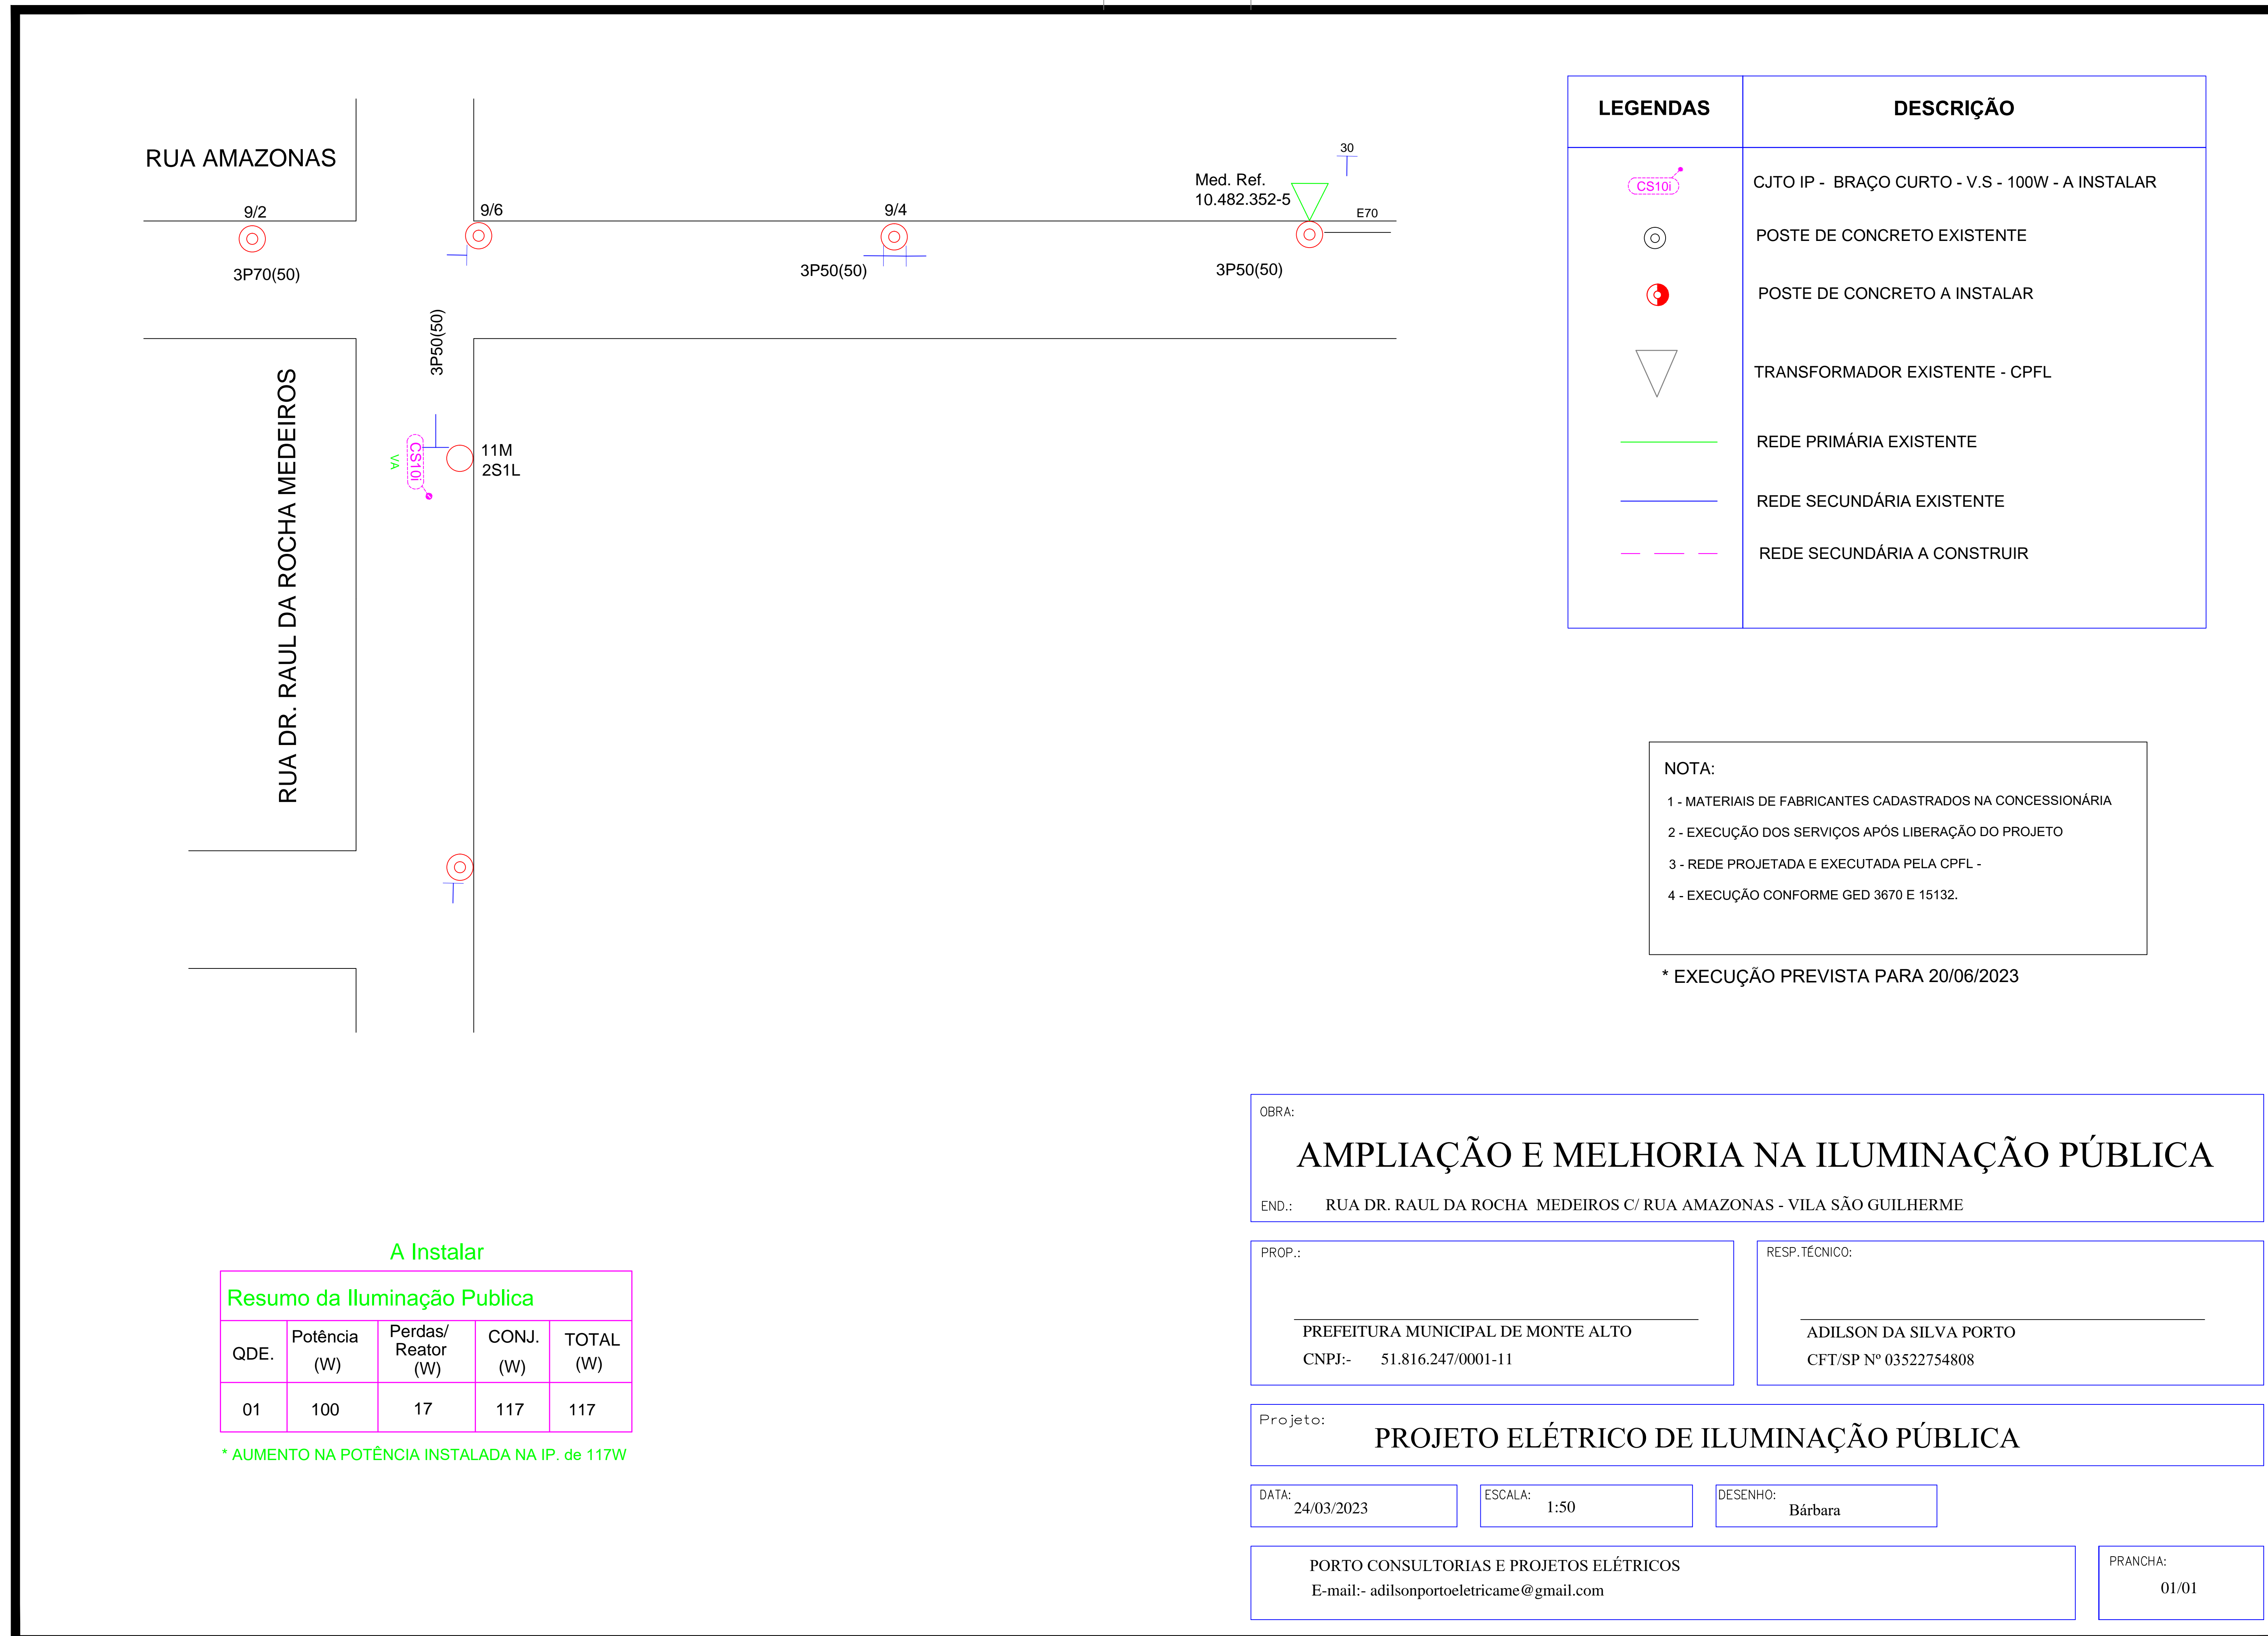 RUA AMAZONAS
9/2
9/6
9/4
Med. Ref.
10.482.352-5
30
E70
3P70(50)
3P50(50)
3P50(50)
3P50(50)
RUA DR. RAUL DA ROCHA MEDEIROS
VA
CS10i
11M
2S1L
LEGENDAS DESCRIÇÃO
CS10i CJTO IP - BRAÇO CURTO - V.S - 100W - A INSTALAR
POSTE DE CONCRETO EXISTENTE
POSTE DE CONCRETO A INSTALAR
TRANSFORMADOR EXISTENTE - CPFL
REDE PRIMÁRIA EXISTENTE
REDE SECUNDÁRIA EXISTENTE
REDE SECUNDÁRIA A CONSTRUIR
NOTA:
1 - MATERIAIS DE FABRICANTES CADASTRADOS NA CONCESSIONÁRIA
2 - EXECUÇÃO DOS SERVIÇOS APÓS LIBERAÇÃO DO PROJETO
3 - REDE PROJETADA E EXECUTADA PELA CPFL -
4 - EXECUÇÃO CONFORME GED 3670 E 15132.
* EXECUÇÃO PREVISTA PARA 20/06/2023
A Instalar
Resumo da Iluminação Publica
QDE. Potência (W) Perdas/ Reator (W) CONJ. (W) TOTAL (W)
01 100 17 117 117
* AUMENTO NA POTÊNCIA INSTALADA NA IP. de 117W
OBRA:
AMPLIAÇÃO E MELHORIA NA ILUMINAÇÃO PÚBLICA
END.: RUA DR. RAUL DA ROCHA MEDEIROS C/ RUA AMAZONAS - VILA SÃO GUILHERME
PROP.:
PREFEITURA MUNICIPAL DE MONTE ALTO
CNPJ:- 51.816.247/0001-11
RESP.TÉCNICO:
ADILSON DA SILVA PORTO
CFT/SP Nº 03522754808
Projeto:
PROJETO ELÉTRICO DE ILUMINAÇÃO PÚBLICA
DATA: 24/03/2023
ESCALA: 1:50
DESENHO: Bárbara
PORTO CONSULTORIAS E PROJETOS ELÉTRICOS
E-mail:- adilsonportoeletricame@gmail.com
PRANCHA:
01/01